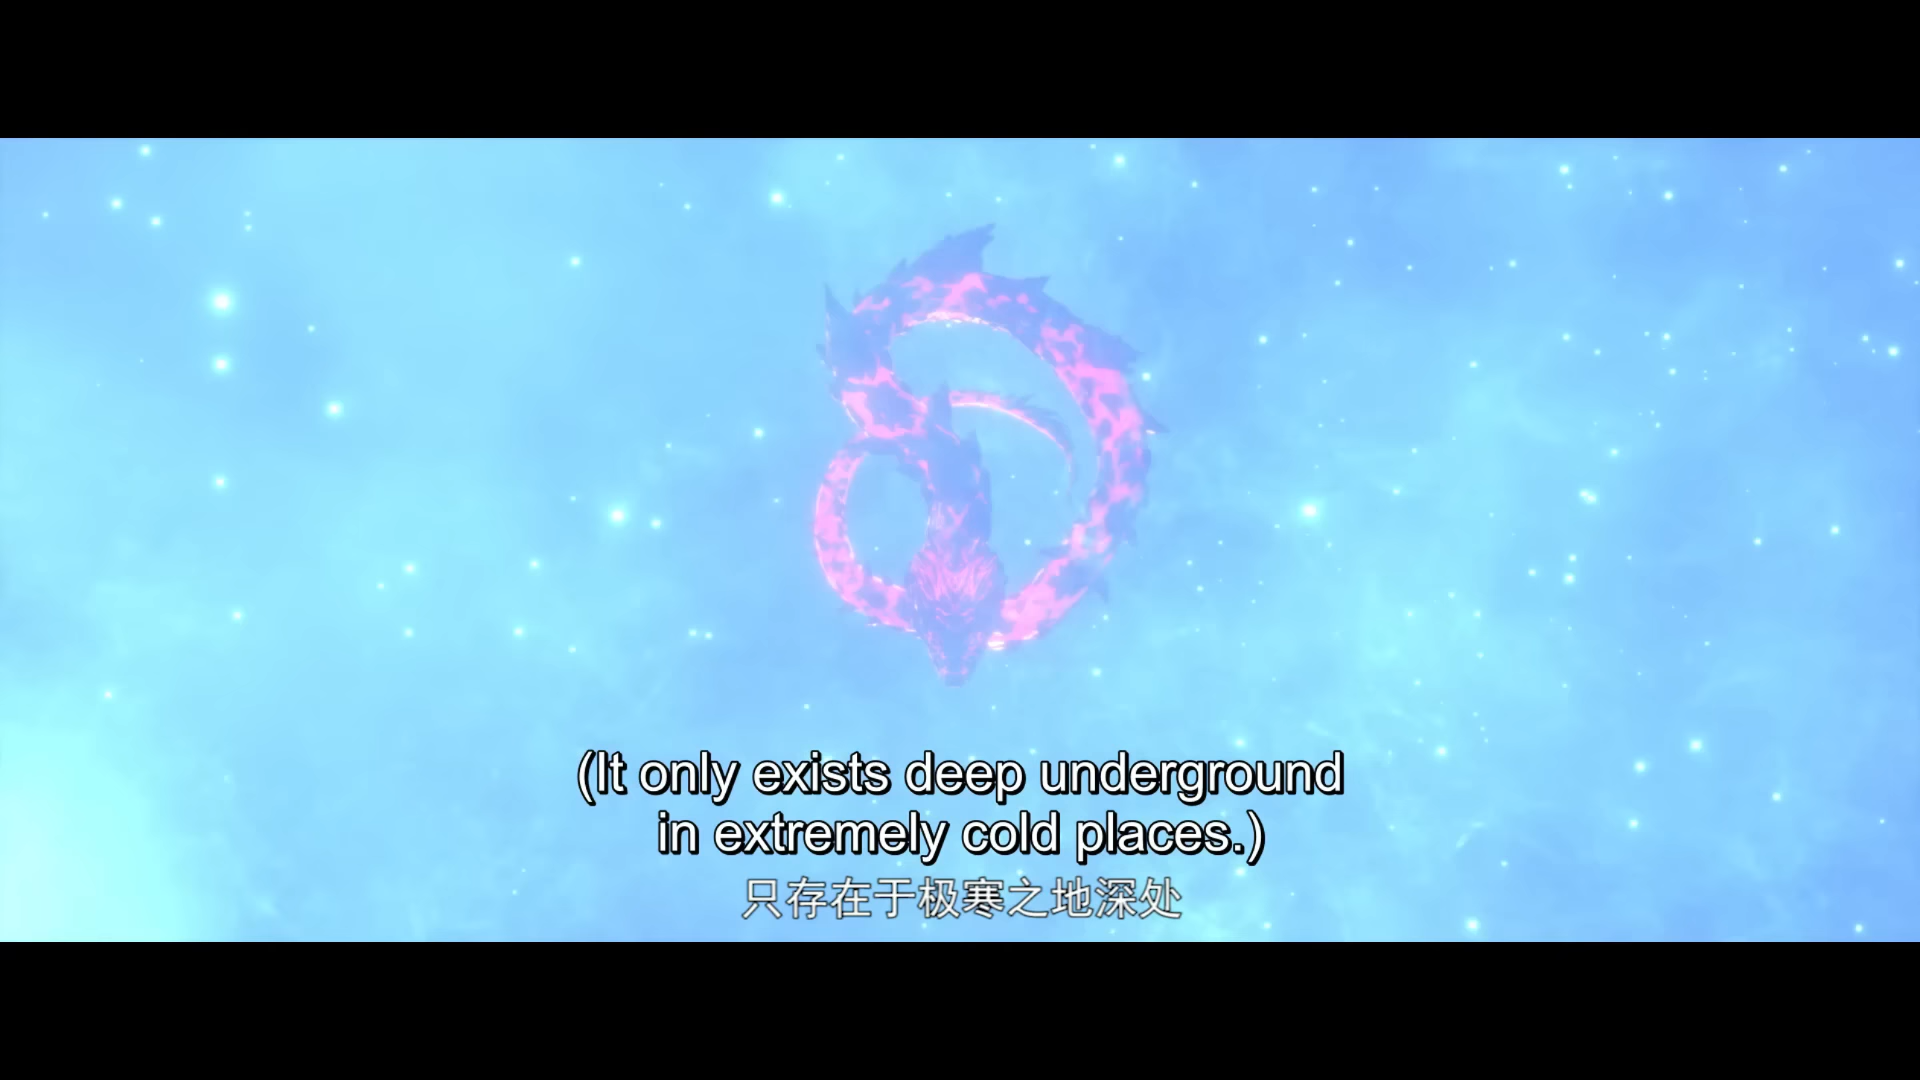 (It only exists deep underground
in extremely cold places.)
只存在于极寒之地深处